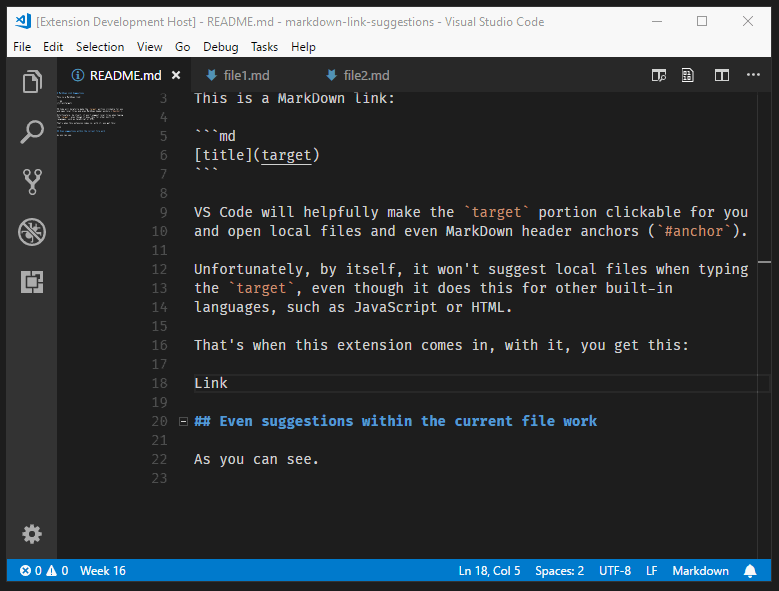 [Extension Development Host] - README.md - markdown-link-suggestions - Visual Studio Code
File Edit Selection View Go Debug Tasks Help
README.md file1.md file2.md
3 This is a MarkDown link:
4
5 ```md
6 [title](target)
7 ```
8
9 VS Code will helpfully make the `target` portion clickable for you
10 and open local files and even MarkDown header anchors (`#anchor`).
11
12 Unfortunately, by itself, it won't suggest local files when typing
13 the `target`, even though it does this for other built-in
14 languages, such as JavaScript or HTML.
15
16 That's when this extension comes in, with it, you get this:
17
18 Link
19
20 ## Even suggestions within the current file work
21
22 As you can see.
23
0 0 Week 16 Ln 18, Col 5 Spaces: 2 UTF-8 LF Markdown